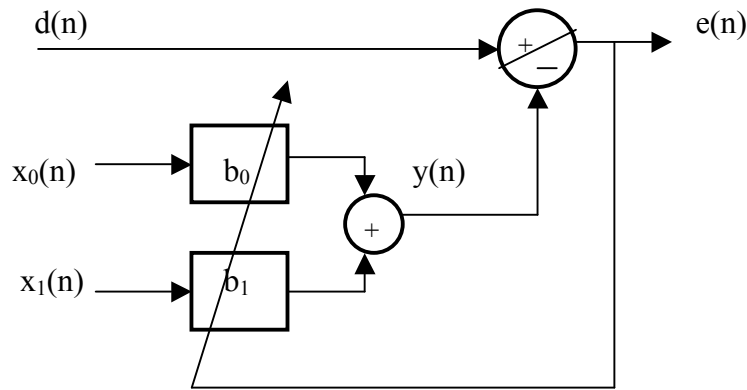 d(n)
e(n)
+
−
x₀(n)
b₀
y(n)
+
x₁(n)
b₁